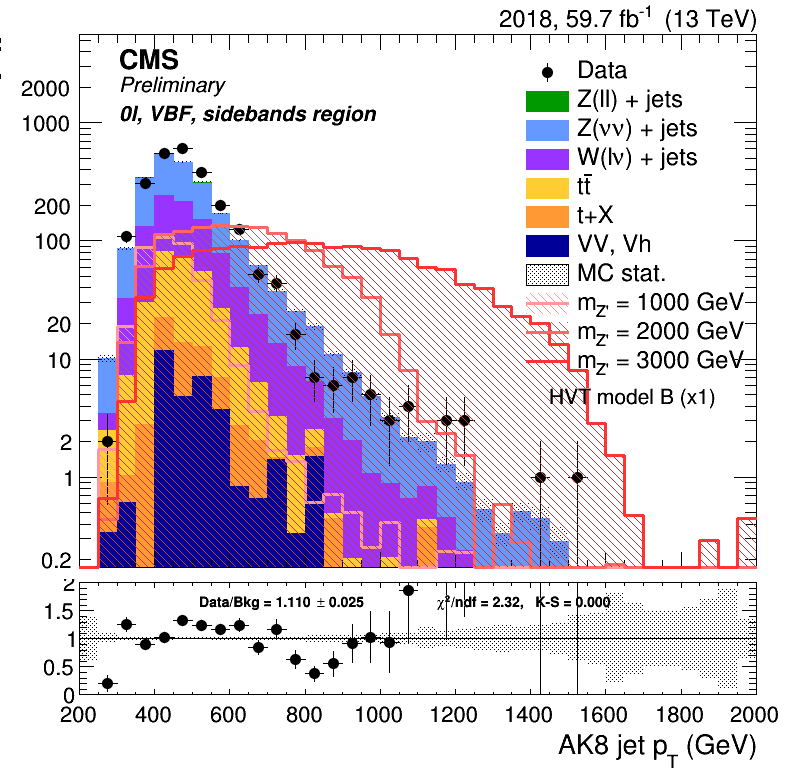 2018, 59.7 fb⁻¹ (13 TeV)
CMS
Preliminary
0l, VBF, sidebands region
Data
Z(ll) + jets
Z(νν) + jets
W(lν) + jets
tt̄
t+X
VV, Vh
MC stat.
m_Z' = 1000 GeV
m_Z' = 2000 GeV
m_Z' = 3000 GeV
HVT model B (x1)
2000
1000
200
100
20
10
2
1
0.2
Data/Bkg = 1.110 ± 0.025 χ²/ndf = 2.32, K-S = 0.000
2
1.5
1
0.5
0
200 400 600 800 1000 1200 1400 1600 1800 2000
AK8 jet p_T (GeV)